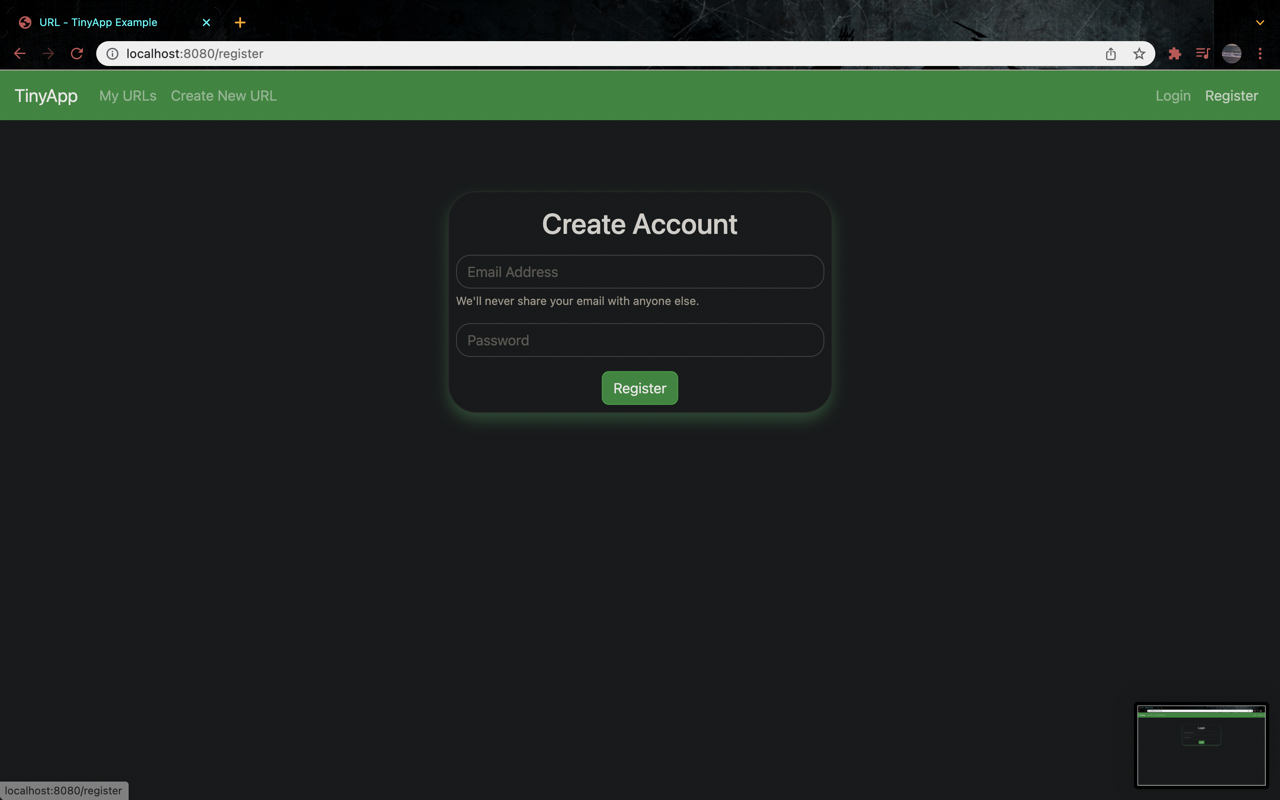 URL - TinyApp Example
localhost:8080/register
TinyApp My URLs Create New URL Login Register
Create Account
Email Address
We'll never share your email with anyone else.
Password
Register
localhost:8080/register